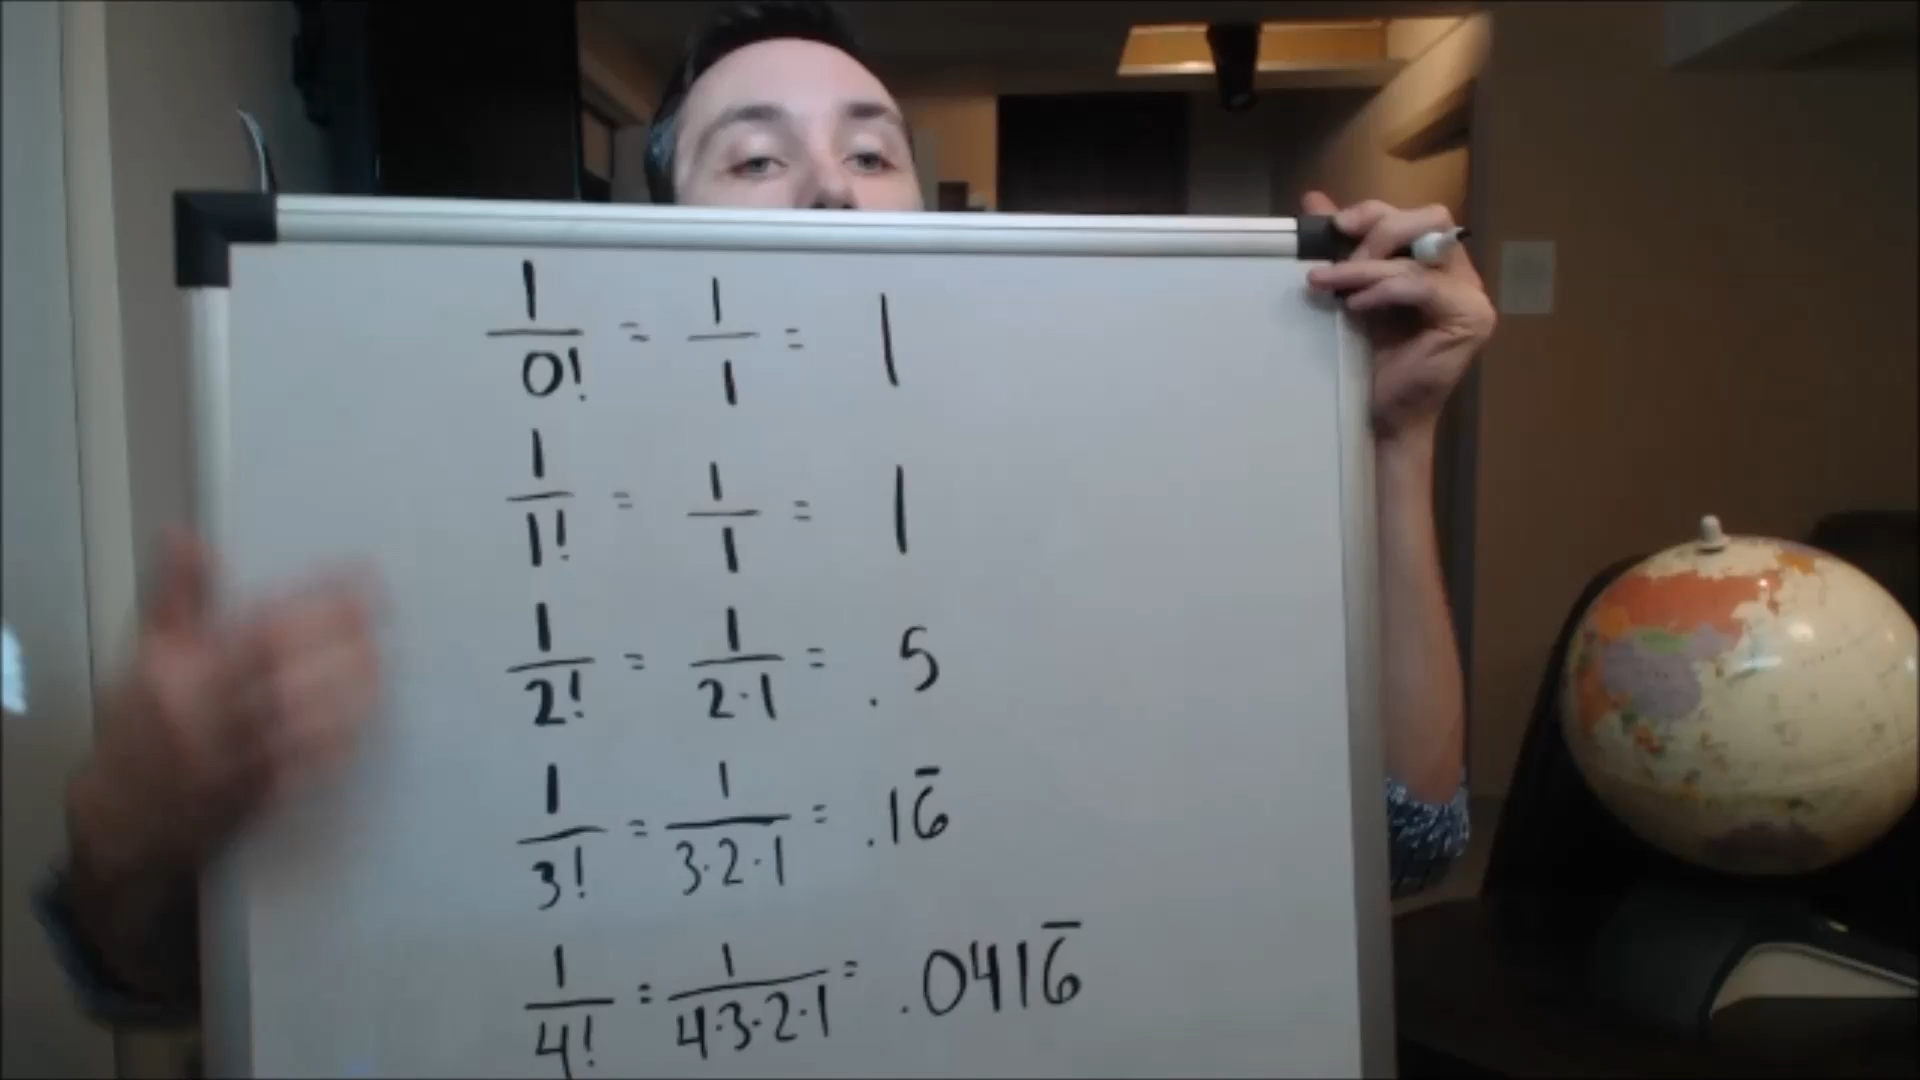 1/0! = 1/1 = 1
1/1! = 1/1 = 1
1/2! = 1/2·1 = .5
1/3! = 1/3·2·1 = .16̅
1/4! = 1/4·3·2·1 = .0416̅